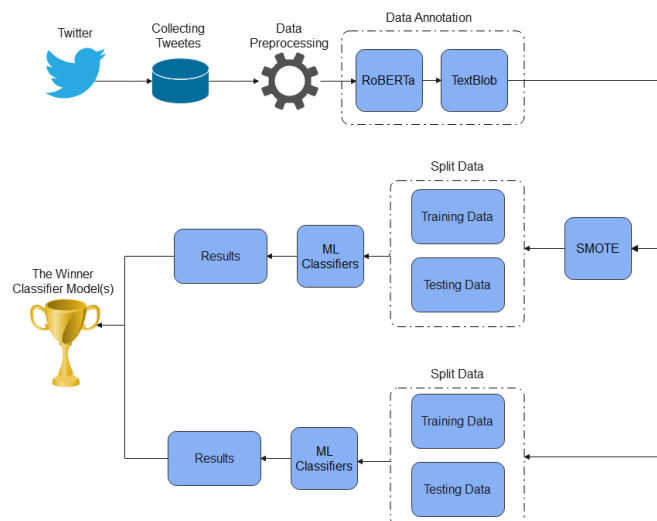 Twitter
Collecting
Tweetes
Data
Preprocessing
Data Annotation
RoBERTa
TextBlob
Split Data
Training Data
Testing Data
SMOTE
ML
Classifiers
Results
The Winner
Classifier Model(s)
Split Data
Training Data
Testing Data
ML
Classifiers
Results